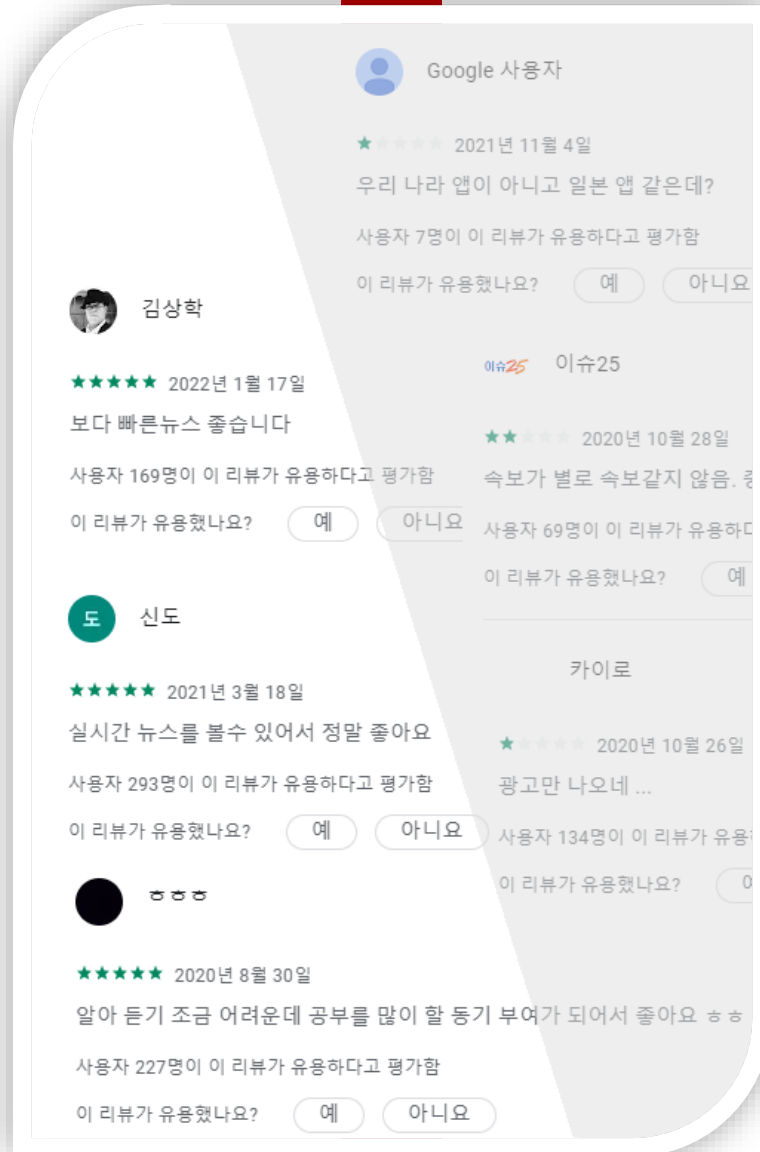 Google 사용자
2021년 11월 4일
우리 나라 앱이 아니고 일본 앱 같은데?
사용자 7명이 이 리뷰가 유용하다고 평가함
이 리뷰가 유용했나요? 예 아니요
김상학
2022년 1월 17일
보다 빠른뉴스 좋습니다
사용자 169명이 이 리뷰가 유용하다고 평가함
이 리뷰가 유용했나요? 예 아니요
이슈25 이슈25
2020년 10월 28일
속보가 별로 속보같지 않음.
사용자 69명이 이 리뷰가
이 리뷰가 유용했나요? 예
도 신도
2021년 3월 18일
실시간 뉴스를 볼수 있어서 정말 좋아요
사용자 293명이 이 리뷰가 유용하다고 평가함
이 리뷰가 유용했나요? 예 아니요
카이로
2020년 10월 26일
광고만 나오네 ...
사용자 134명이 이 리뷰가
이 리뷰가 유용했나요?
ㅎㅎㅎ
2020년 8월 30일
알아 듣기 조금 어려운데 공부를 많이 할 동기 부여가 되어서 좋아요 ㅎㅎ
사용자 227명이 이 리뷰가 유용하다고 평가함
이 리뷰가 유용했나요? 예 아니요